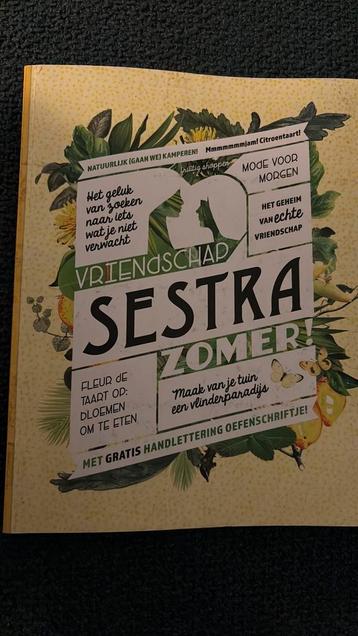 NATUURLIJK (GAAN WE) KAMPEREN!
Mmmmmmmjam! Citroentaart!
Het geluk
van zoeken
naar iets
wat je niet
verwacht
thriftig shoppen
MODE VOOR
MORGEN
HET GEHEIM
VAN echte
VRIENDSCHAP
VRIENDSCHAP
SESTRA
ZOMER!
FLEUR de
TAART OP:
BLOEMEN
OM TE ETEN
Maak van je tuin
een vlinderparadijs
MET GRATIS HANDLETTERING OEFENSCHRIFTJE!